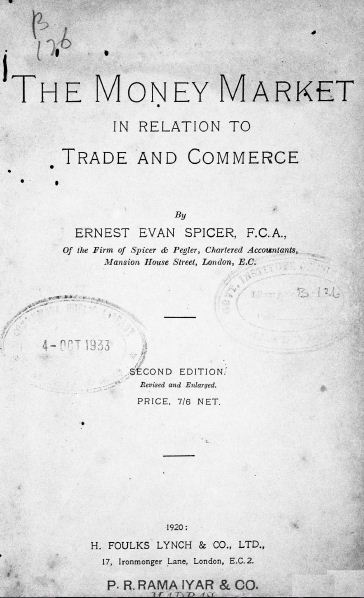 B
126
THE MONEY MARKET
IN RELATION TO
TRADE AND COMMERCE
By
ERNEST EVAN SPICER, F.C.A.,
Of the Firm of Spicer & Pegler, Chartered Accountants,
Mansion House Street, London, E.C.
B-126
4-OCT 1933
SECOND EDITION.
Revised and Enlarged.
PRICE, 7/6 NET.
1920:
H. FOULKS LYNCH & CO., LTD.,
17, Ironmonger Lane, London, E.C. 2.
P. R. RAMA IYAR & CO.
MADRAS